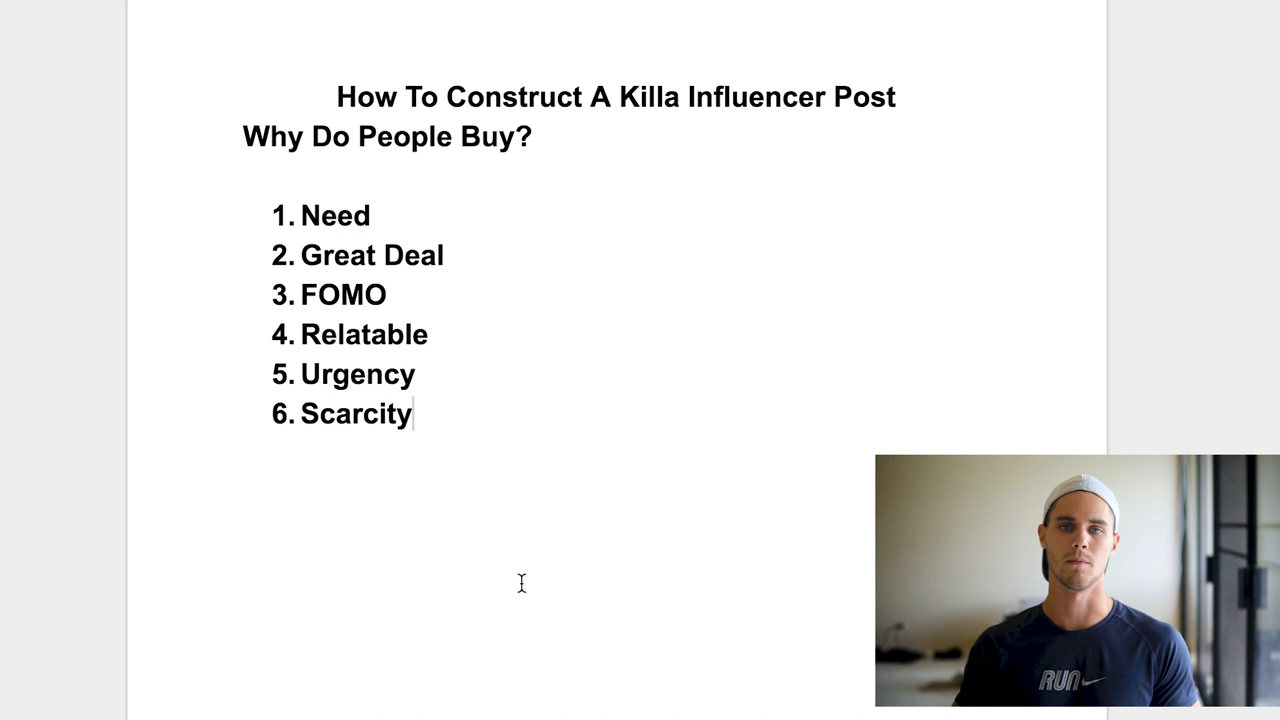 How To Construct A Killa Influencer Post
Why Do People Buy?
1. Need
2. Great Deal
3. FOMO
4. Relatable
5. Urgency
6. Scarcity
RUN